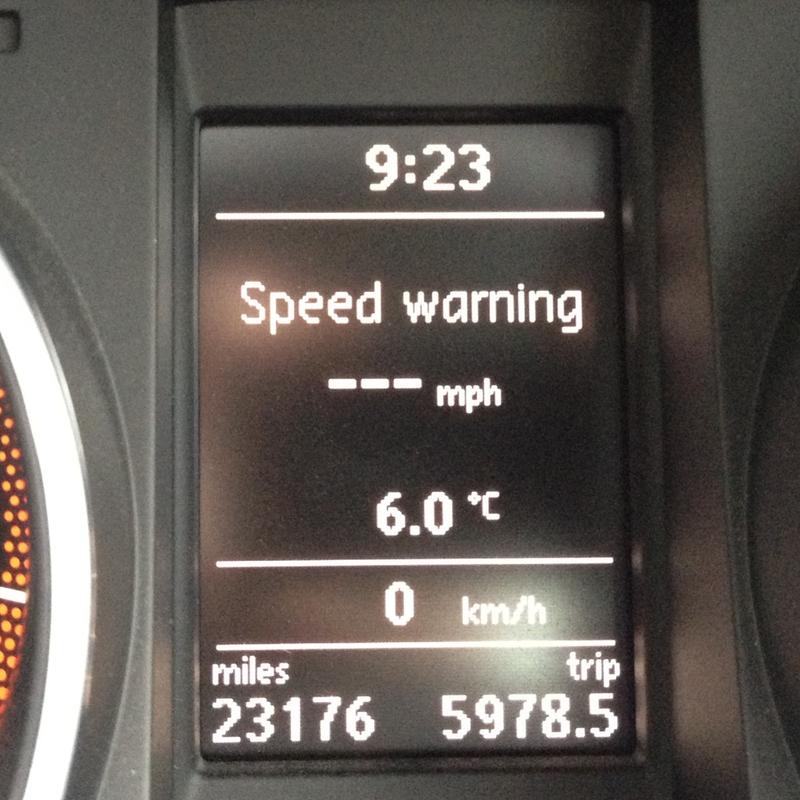 9:23
Speed warning
--- mph
6.0 °C
0 km/h
miles trip
23176 5978.5